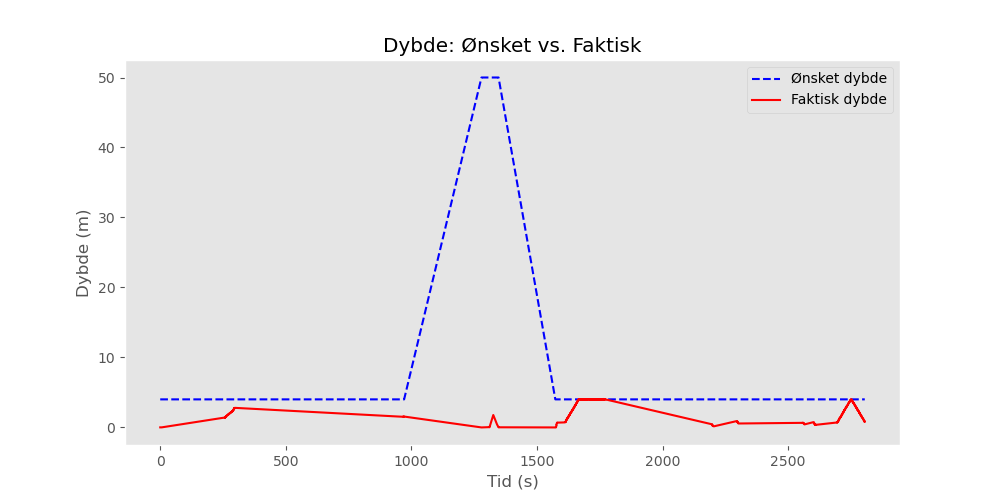 Dybde: Ønsket vs. Faktisk
Ønsket dybde
Faktisk dybde
Dybde (m)
50
40
30
20
10
0
0 500 1000 1500 2000 2500
Tid (s)